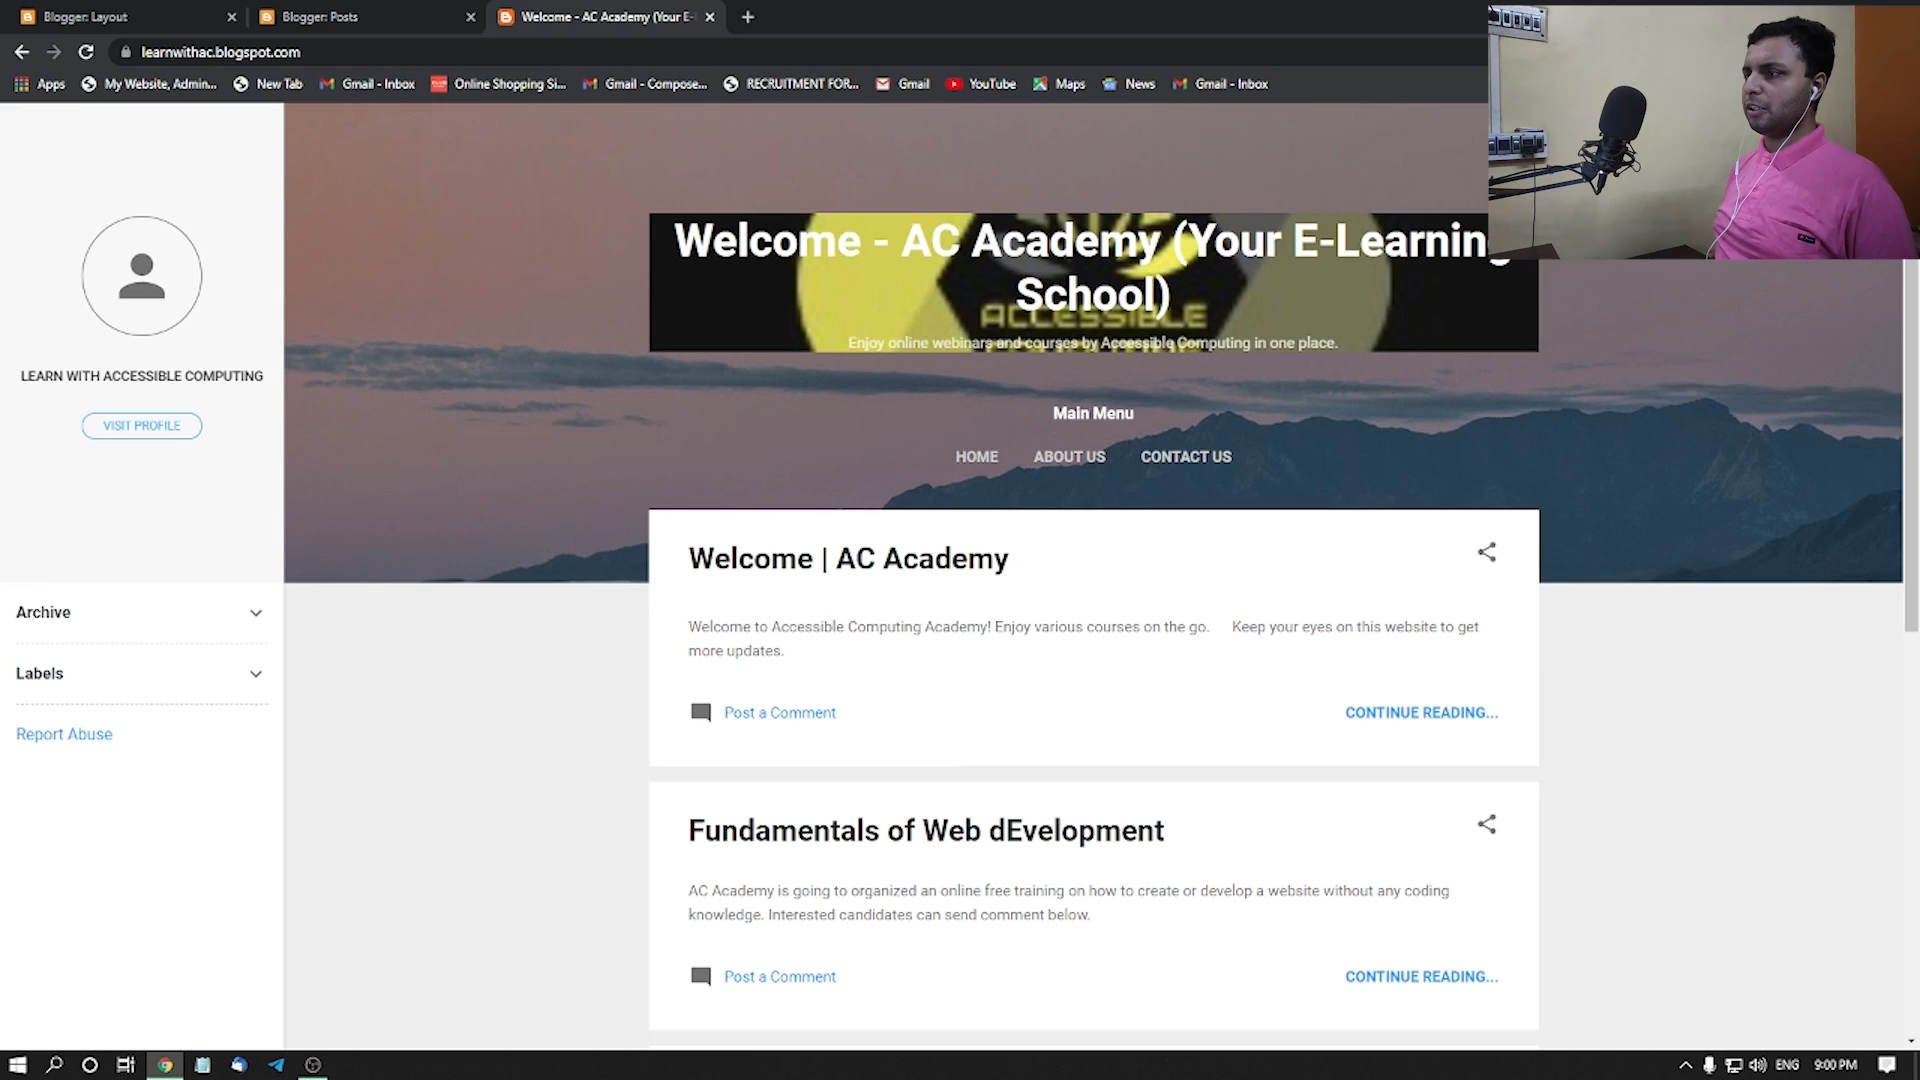 Blogger: Layout
Blogger: Posts
Welcome - AC Academy (Your E-
learnwithac.blogspot.com
Apps
My Website, Admin...
New Tab
Gmail - Inbox
Online Shopping Si...
Gmail - Compose...
RECRUITMENT FOR...
Gmail
YouTube
Maps
News
Gmail - Inbox
LEARN WITH ACCESSIBLE COMPUTING
VISIT PROFILE
Archive
Labels
Report Abuse
Welcome - AC Academy (Your E-Learning
School)
ACCESSIBLE
Enjoy online webinars and courses by Accessible Computing in one place.
Main Menu
HOME
ABOUT US
CONTACT US
Welcome | AC Academy
Welcome to Accessible Computing Academy! Enjoy various courses on the go. Keep your eyes on this website to get
more updates.
Post a Comment
CONTINUE READING...
Fundamentals of Web dEvelopment
AC Academy is going to organized an online free training on how to create or develop a website without any coding
knowledge. Interested candidates can send comment below.
Post a Comment
CONTINUE READING...
ENG
9:00 PM